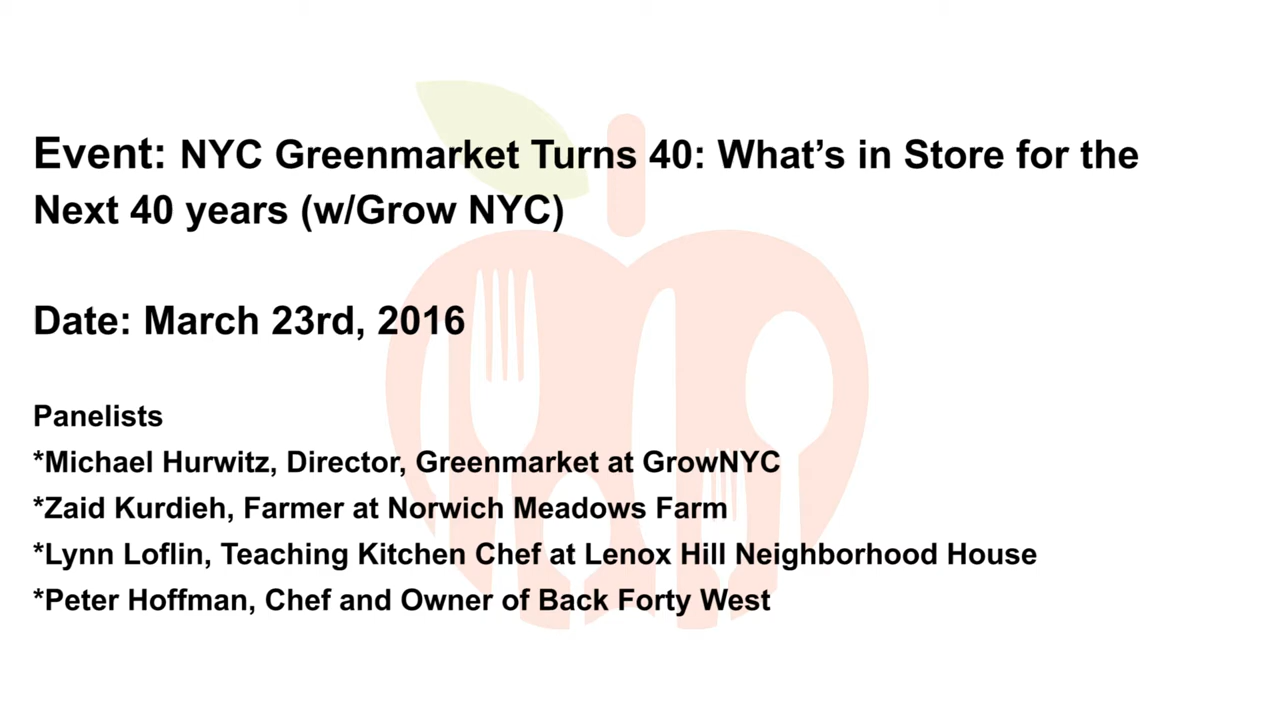 Event: NYC Greenmarket Turns 40: What’s in Store for the
Next 40 years (w/Grow NYC)
Date: March 23rd, 2016
Panelists
*Michael Hurwitz, Director, Greenmarket at GrowNYC
*Zaid Kurdieh, Farmer at Norwich Meadows Farm
*Lynn Loflin, Teaching Kitchen Chef at Lenox Hill Neighborhood House
*Peter Hoffman, Chef and Owner of Back Forty West